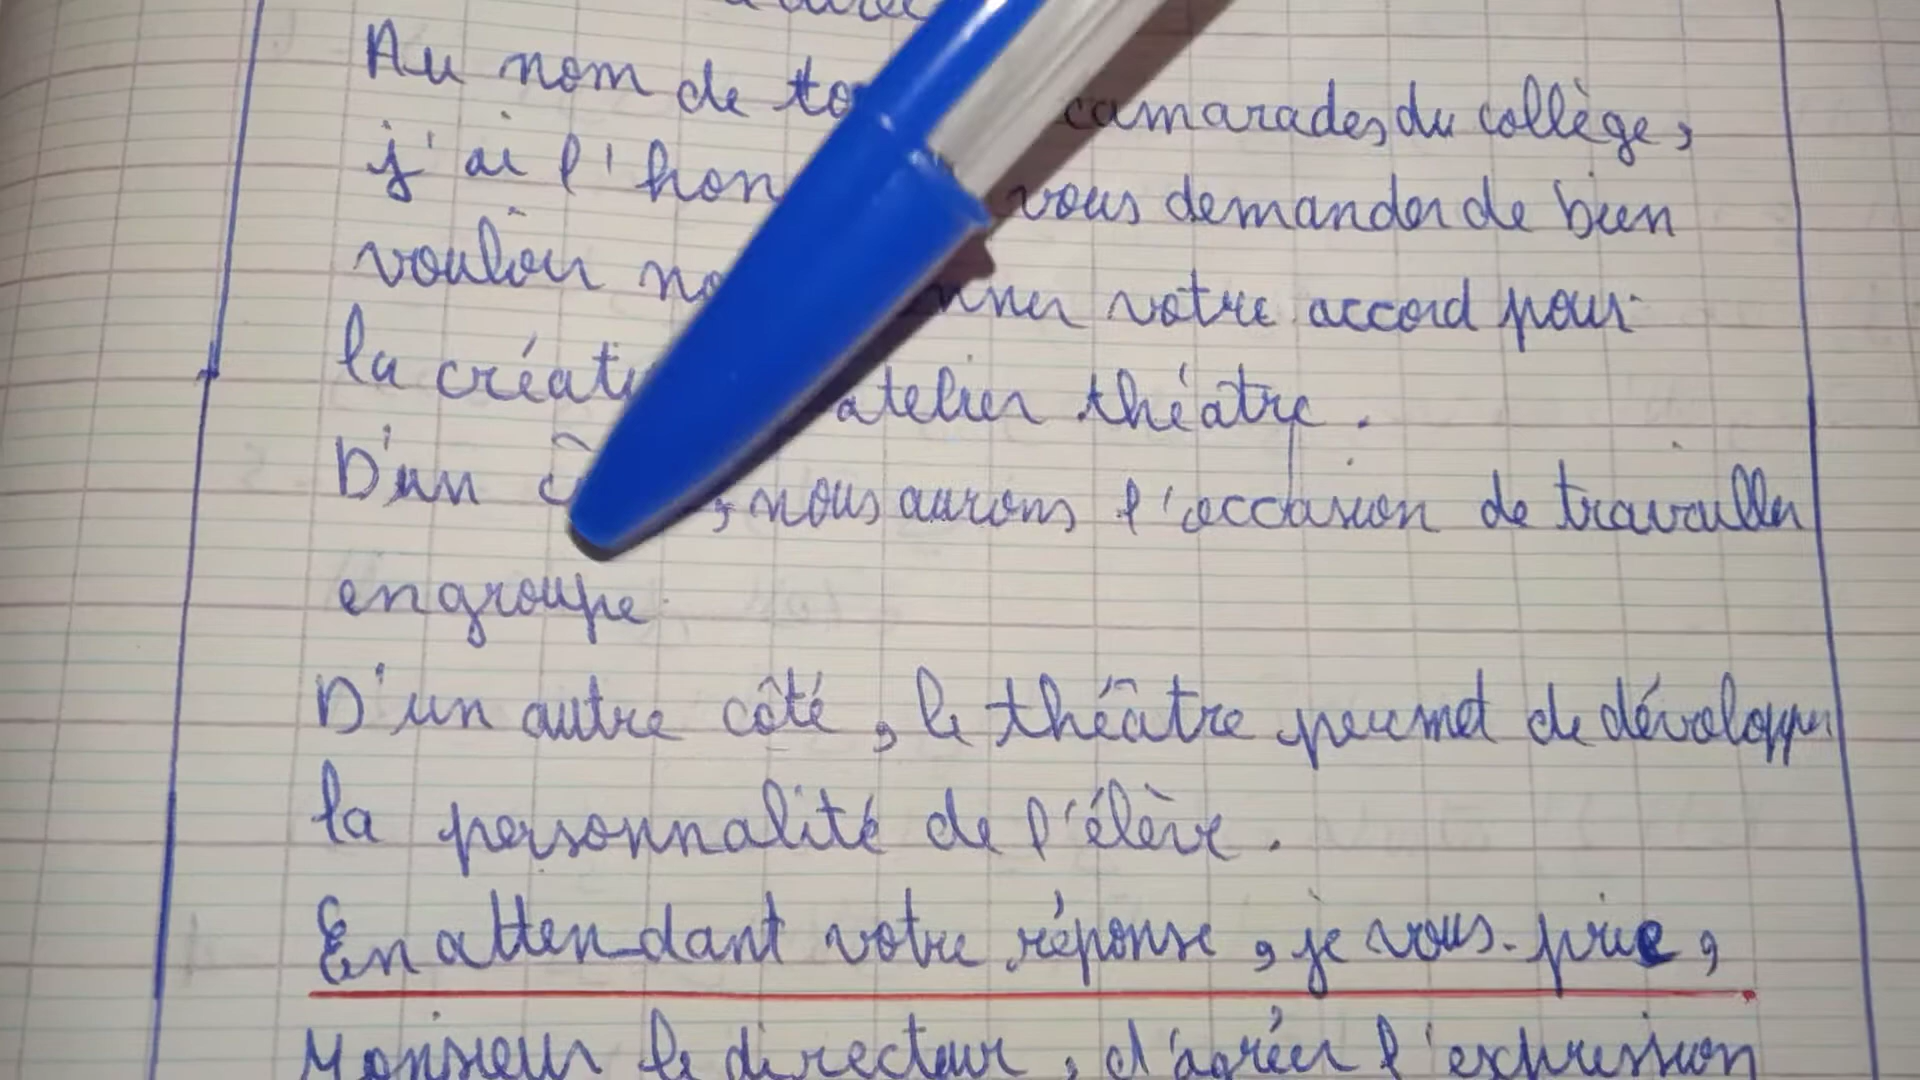 Au nom de camarades du collège,
j'ai l'hon vous demander de bien
vouloir votre accord pour
la créati atelier théâtre.
D'un , nous aurons l'occasion de travailler
en groupe
D'un autre côté, le théâtre permet de développer
la personnalité de l'élève.
En attendant votre réponse, je vous prie,
Monsieur le directeur, d'agréer l'expression